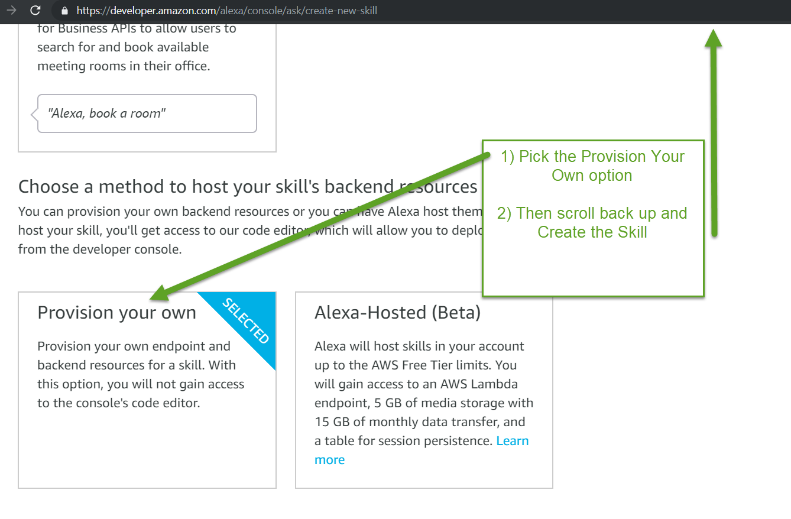 https://developer.amazon.com/alexa/console/ask/create-new-skill
for Business APIs to allow users to
search for and book available
meeting rooms in their office.
"Alexa, book a room"
1) Pick the Provision Your
Own option
2) Then scroll back up and
Create the Skill
Choose a method to host your skill's backend resources
You can provision your own backend resources or you can have Alexa host them
host your skill, you'll get access to our code editor, which will allow you to deplo
from the developer console.
Provision your own
SELECTED
Provision your own endpoint and
backend resources for a skill. With
this option, you will not gain access
to the console's code editor.
Alexa-Hosted (Beta)
Alexa will host skills in your account
up to the AWS Free Tier limits. You
will gain access to an AWS Lambda
endpoint, 5 GB of media storage with
15 GB of monthly data transfer, and
a table for session persistence. Learn
more